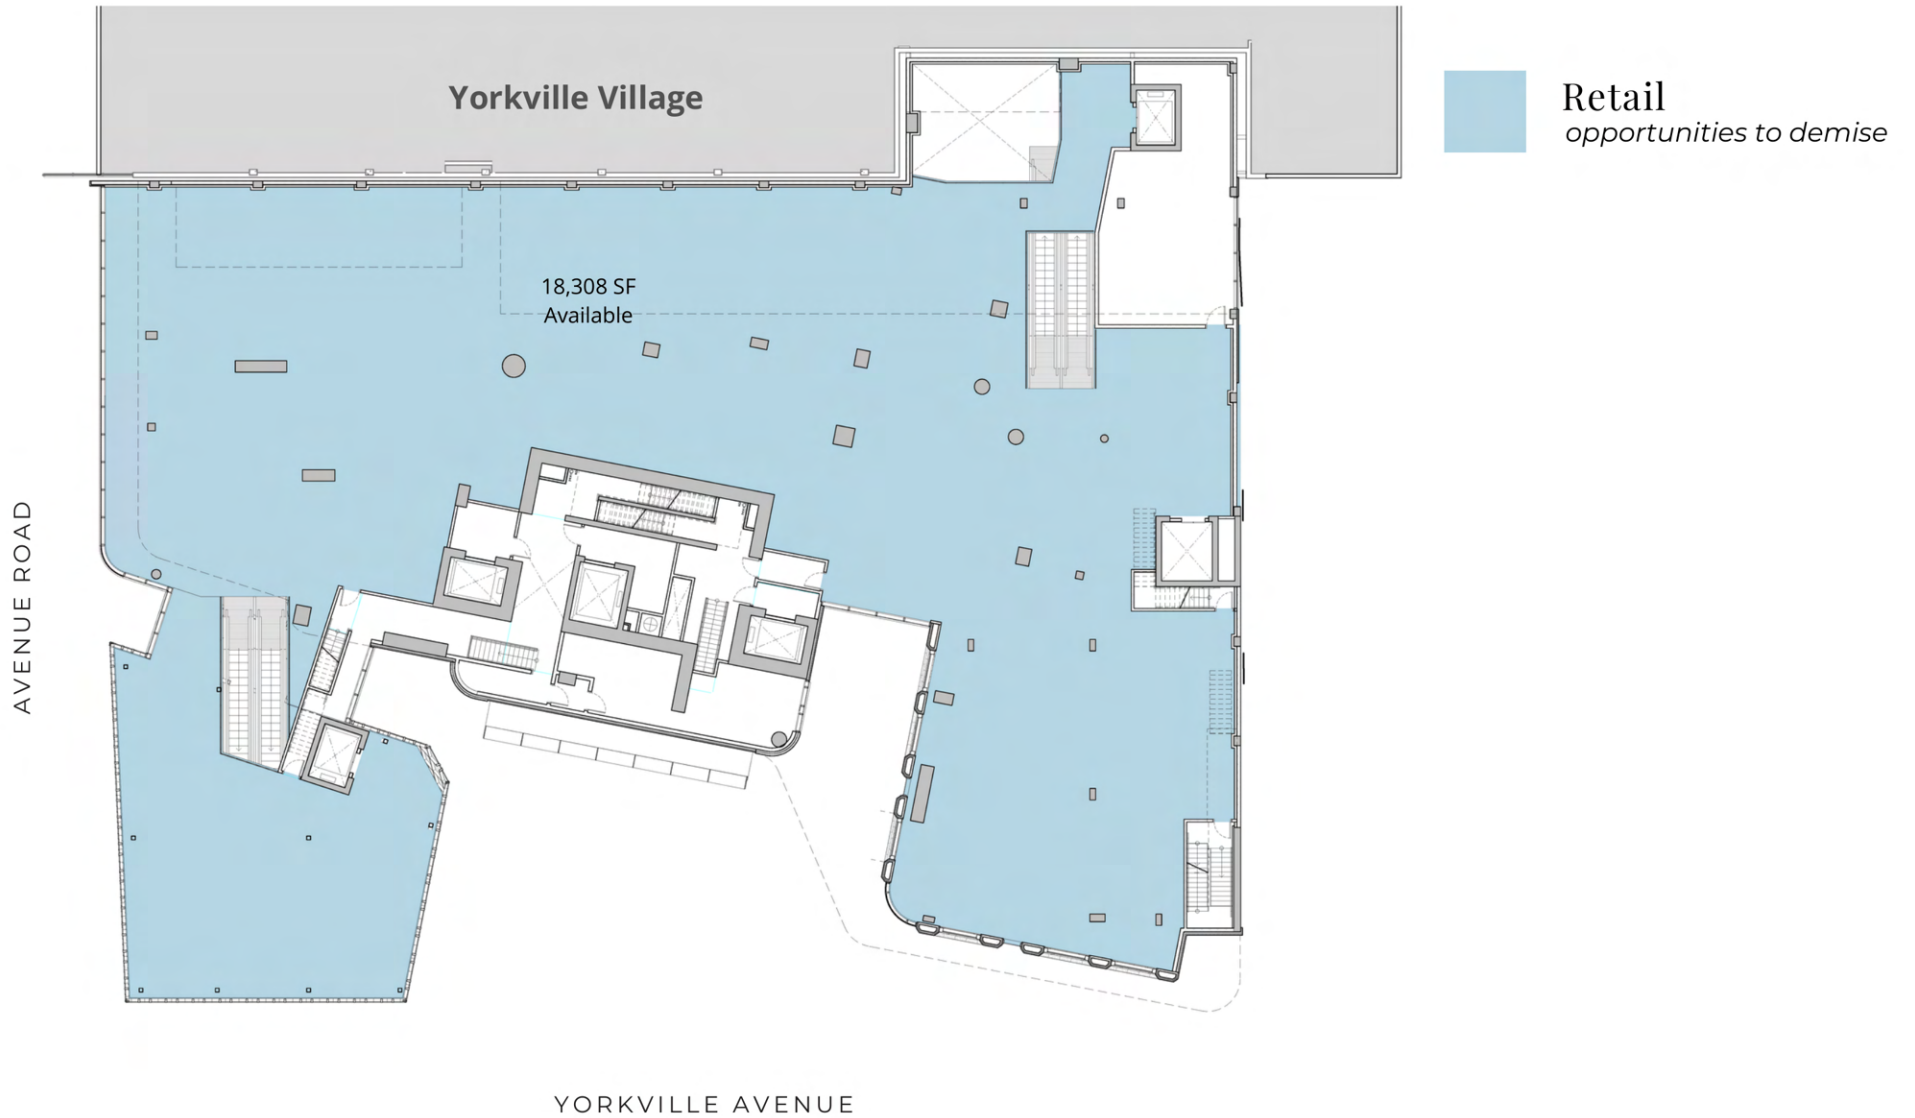 Yorkville Village
Retail
opportunities to demise
18,308 SF
Available
AVENUE ROAD
YORKVILLE AVENUE